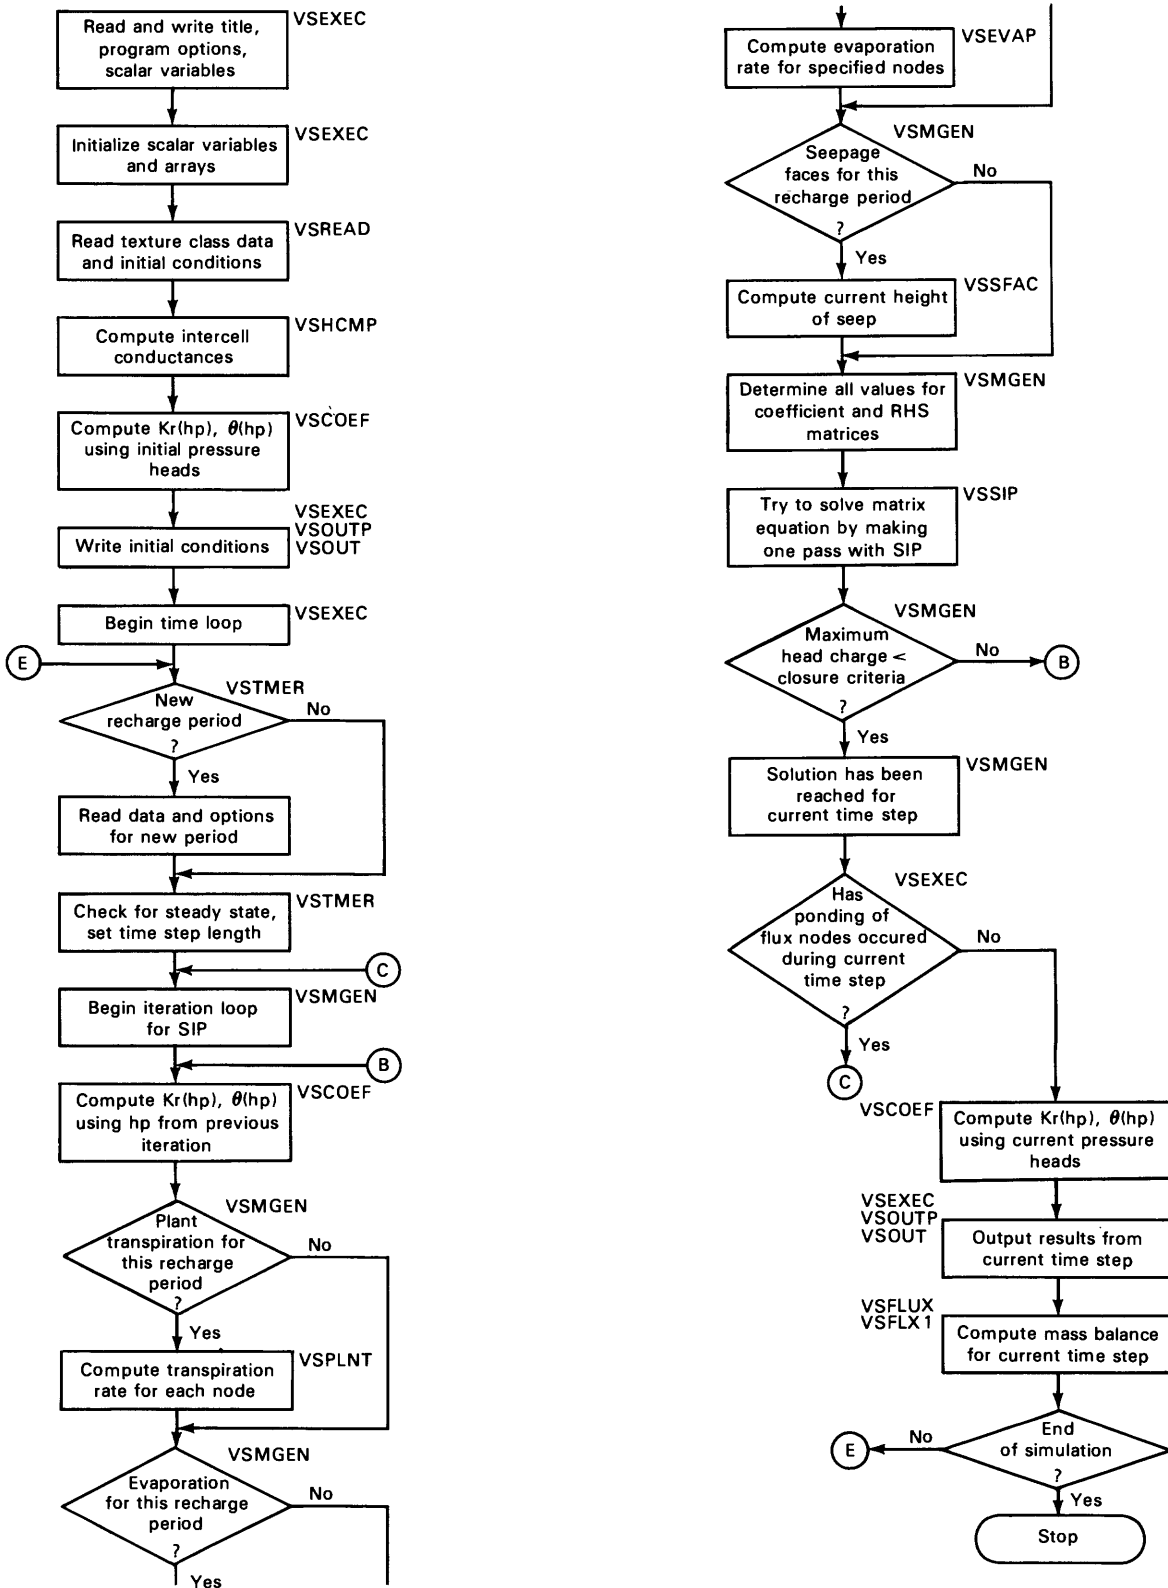 Read and write title,
program options,
scalar variables
VSEXEC
Initialize scalar variables
and arrays
VSEXEC
Read texture class data
and initial conditions
VSREAD
Compute intercell
conductances
VSHCMP
Compute Kr(hp), θ(hp)
using initial pressure
heads
VSCOEF
Write initial conditions
VSEXEC
VSOUTP
VSOUT
Begin time loop
VSEXEC
E
New
recharge period
?
VSTMER
No
Yes
Read data and options
for new period
Check for steady state,
set time step length
VSTMER
C
Begin iteration loop
for SIP
VSMGEN
B
Compute Kr(hp), θ(hp)
using hp from previous
iteration
VSCOEF
Plant
transpiration for
this recharge
period
?
VSMGEN
No
Yes
Compute transpiration
rate for each node
VSPLNT
Evaporation
for this recharge
period
?
VSMGEN
No
Yes
Compute evaporation
rate for specified nodes
VSEVAP
Seepage
faces for this
recharge period
?
VSMGEN
No
Yes
Compute current height
of seep
VSSFAC
Determine all values for
coefficient and RHS
matrices
VSMGEN
Try to solve matrix
equation by making
one pass with SIP
VSSIP
Maximum
head charge <
closure criteria
?
VSMGEN
No
B
Yes
Solution has been
reached for
current time step
VSMGEN
Has
ponding of
flux nodes occured
during current
time step
?
VSEXEC
No
Yes
C
Compute Kr(hp), θ(hp)
using current pressure
heads
VSCOEF
VSEXEC
VSOUTP
VSOUT
Output results from
current time step
VSFLUX
VSFLX1
Compute mass balance
for current time step
End
of simulation
?
No
E
Yes
Stop